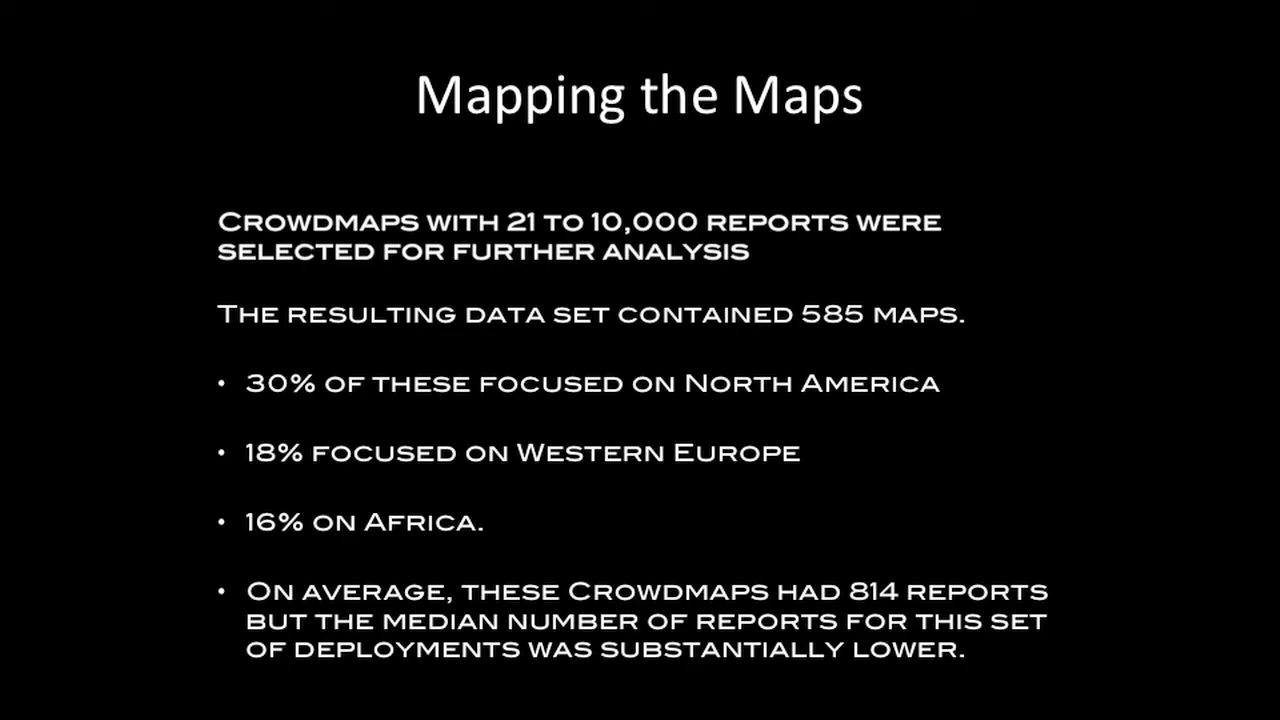 Mapping the Maps
Crowdmaps with 21 to 10,000 reports were
selected for further analysis
The resulting data set contained 585 maps.
• 30% of these focused on North America
• 18% focused on Western Europe
• 16% on Africa.
• On average, these Crowdmaps had 814 reports
but the median number of reports for this set
of deployments was substantially lower.